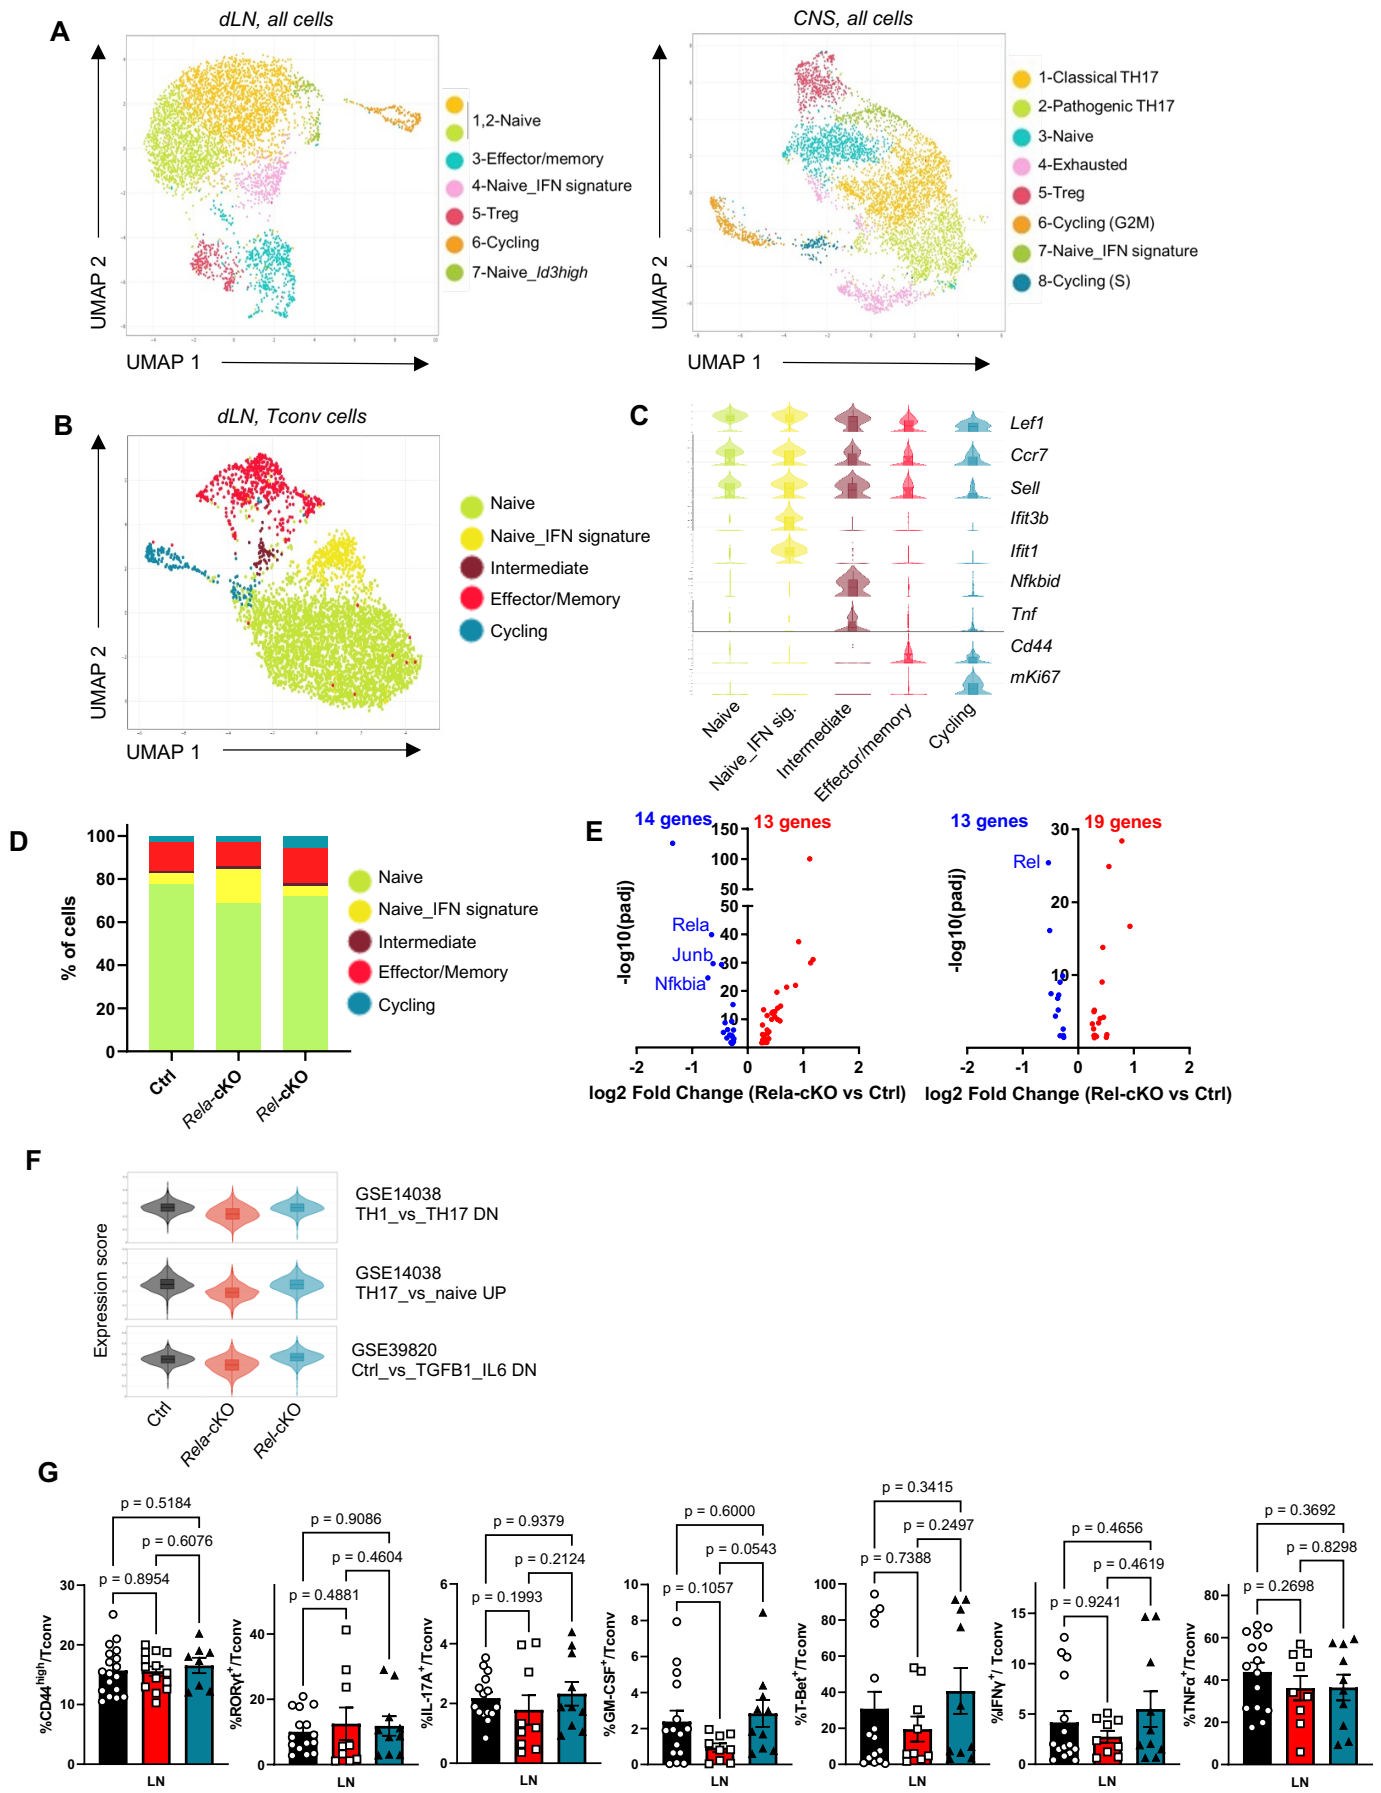 A
dLN, all cells
UMAP 2
UMAP 1
1,2-Naive
3-Effector/memory
4-Naive_IFN signature
5-Treg
6-Cycling
7-Naive_Id3high
CNS, all cells
UMAP 2
UMAP 1
1-Classical TH17
2-Pathogenic TH17
3-Naive
4-Exhausted
5-Treg
6-Cycling (G2M)
7-Naive_IFN signature
8-Cycling (S)
B
dLN, Tconv cells
UMAP 2
UMAP 1
Naive
Naive_IFN signature
Intermediate
Effector/Memory
Cycling
C
Lef1
Ccr7
Sell
Ifit3b
Ifit1
Nfkbid
Tnf
Cd44
mKi67
Naive
Naive_IFN sig.
Intermediate
Effector/memory
Cycling
D
% of cells
100
80
60
40
20
0
Ctrl
Rela-cKO
Rel-cKO
Naive
Naive_IFN signature
Intermediate
Effector/Memory
Cycling
E
14 genes
13 genes
-log10(padj)
150
100
50
50
40
30
20
10
Rela
Junb
Nfkbia
-2 -1 0 1 2
log2 Fold Change (Rela-cKO vs Ctrl)
13 genes
19 genes
-log10(padj)
30
20
10
Rel
-2 -1 0 1 2
log2 Fold Change (Rel-cKO vs Ctrl)
F
Expression score
GSE14038
TH1_vs_TH17 DN
GSE14038
TH17_vs_naive UP
GSE39820
Ctrl_vs_TGFB1_IL6 DN
Ctrl
Rela-cKO
Rel-cKO
G
p = 0.5184
p = 0.6076
p = 0.8954
%CD44high/Tconv
30
20
10
0
LN
p = 0.9086
p = 0.4604
p = 0.4881
%RORγt+/Tconv
40
20
0
LN
p = 0.9379
p = 0.2124
p = 0.1993
%IL-17A+/Tconv
6
4
2
0
LN
p = 0.6000
p = 0.0543
p = 0.1057
%GM-CSF+/Tconv
10
8
6
4
2
0
LN
p = 0.3415
p = 0.2497
p = 0.7388
%T-Bet+/Tconv
100
80
60
40
20
0
LN
p = 0.4656
p = 0.4619
p = 0.9241
%IFNγ+/ Tconv
15
10
5
0
LN
p = 0.3692
p = 0.8298
p = 0.2698
%TNFα+/Tconv
80
60
40
20
0
LN